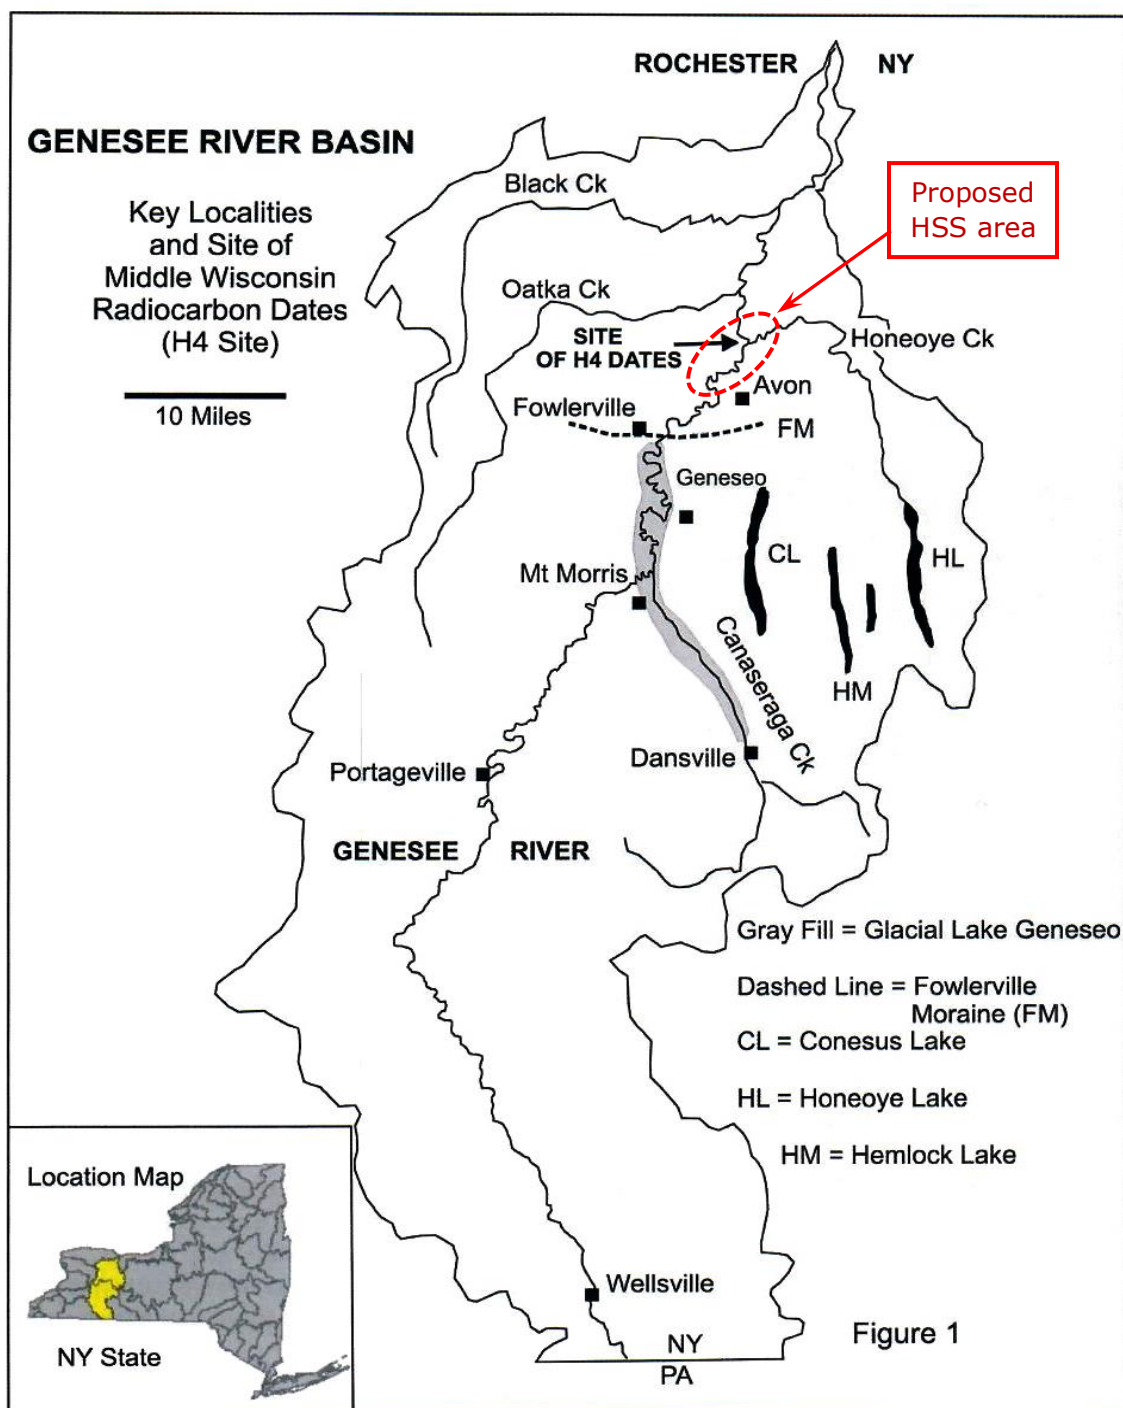 ROCHESTER NY
GENESEE RIVER BASIN
Key Localities
and Site of
Middle Wisconsin
Radiocarbon Dates
(H4 Site)
10 Miles
Black Ck
Proposed
HSS area
Oatka Ck
SITE
OF H4 DATES
Honeoye Ck
Avon
Fowlerville
FM
Geneseo
CL
HL
Mt Morris
HM
Canaseraga Ck
Dansville
Portageville
GENESEE RIVER
Gray Fill = Glacial Lake Geneseo
Dashed Line = Fowlerville
Moraine (FM)
CL = Conesus Lake
HL = Honeoye Lake
HM = Hemlock Lake
Location Map
NY State
Wellsville
NY
PA
Figure 1